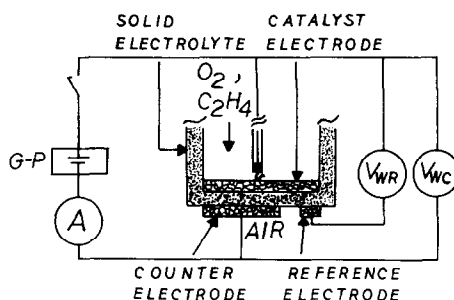 SOLID
ELECTROLYTE
CATALYST
ELECTRODE
O2,
C2H4
G-P
A
VWR
VWC
AIR
COUNTER
ELECTRODE
REFERENCE
ELECTRODE